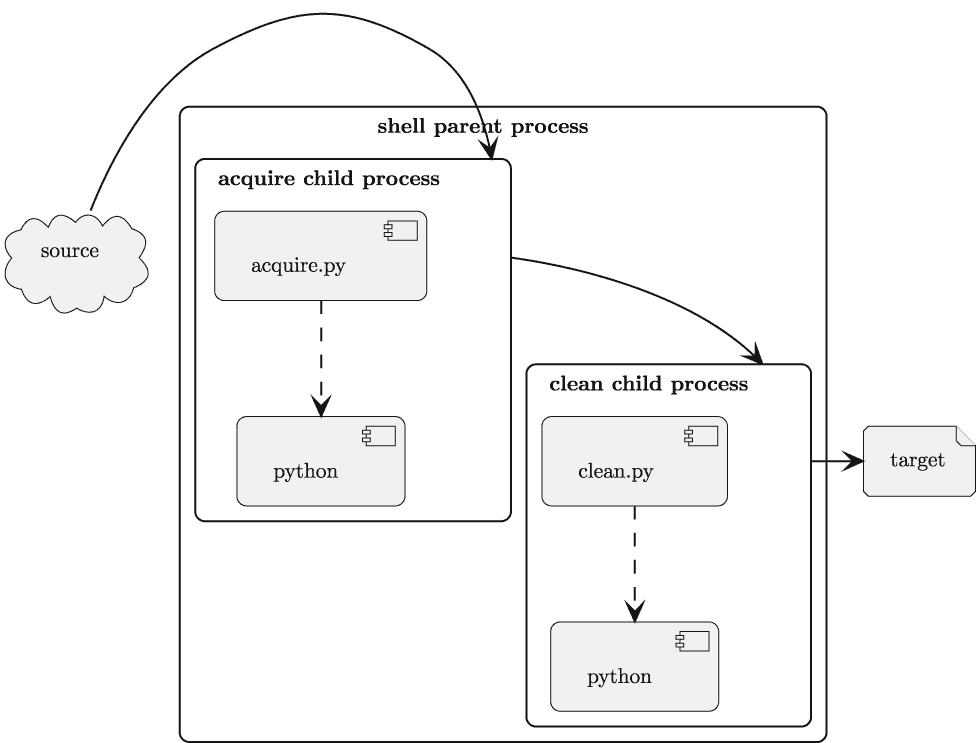 shell parent process
acquire child process
source
acquire.py
clean child process
target
python
clean.py
python